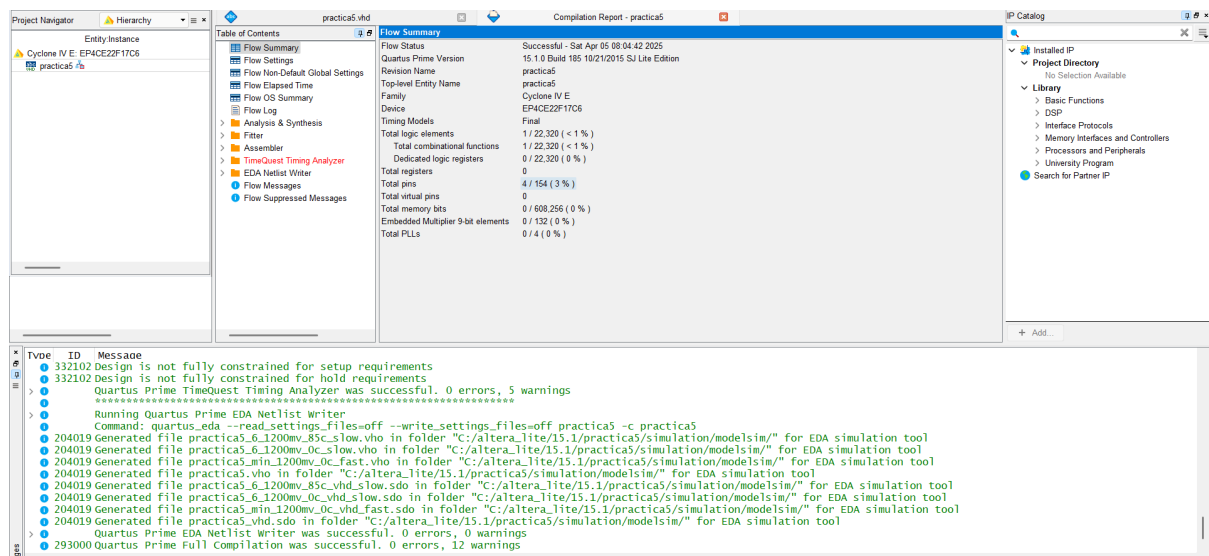 Project Navigator
Hierarchy
Entity:Instance
Cyclone IV E: EP4CE22F17C6
practica5
practica5.vhd
Compilation Report - practica5
Table of Contents
Flow Summary
Flow Settings
Flow Non-Default Global Settings
Flow Elapsed Time
Flow OS Summary
Flow Log
Analysis & Synthesis
Fitter
Assembler
TimeQuest Timing Analyzer
EDA Netlist Writer
Flow Messages
Flow Suppressed Messages
Flow Summary
Flow Status Successful - Sat Apr 05 08:04:42 2025
Quartus Prime Version 15.1.0 Build 185 10/21/2015 SJ Lite Edition
Revision Name practica5
Top-level Entity Name practica5
Family Cyclone IV E
Device EP4CE22F17C6
Timing Models Final
Total logic elements 1 / 22,320 ( < 1 % )
Total combinational functions 1 / 22,320 ( < 1 % )
Dedicated logic registers 0 / 22,320 ( 0 % )
Total registers 0
Total pins 4 / 154 ( 3 % )
Total virtual pins 0
Total memory bits 0 / 608,256 ( 0 % )
Embedded Multiplier 9-bit elements 0 / 132 ( 0 % )
Total PLLs 0 / 4 ( 0 % )
IP Catalog
Installed IP
Project Directory
No Selection Available
Library
Basic Functions
DSP
Interface Protocols
Memory Interfaces and Controllers
Processors and Peripherals
University Program
Search for Partner IP
+ Add...
Type ID Message
332102 Design is not fully constrained for setup requirements
332102 Design is not fully constrained for hold requirements
Quartus Prime TimeQuest Timing Analyzer was successful. 0 errors, 5 warnings
*******************************************************************
Running Quartus Prime EDA Netlist Writer
Command: quartus_eda --read_settings_files=off --write_settings_files=off practica5 -c practica5
204019 Generated file practica5_6_1200mv_85c_slow.vho in folder "C:/altera_lite/15.1/practica5/simulation/modelsim/" for EDA simulation tool
204019 Generated file practica5_6_1200mv_0c_slow.vho in folder "C:/altera_lite/15.1/practica5/simulation/modelsim/" for EDA simulation tool
204019 Generated file practica5_min_1200mv_0c_fast.vho in folder "C:/altera_lite/15.1/practica5/simulation/modelsim/" for EDA simulation tool
204019 Generated file practica5.vho in folder "C:/altera_lite/15.1/practica5/simulation/modelsim/" for EDA simulation tool
204019 Generated file practica5_6_1200mv_85c_vhd_slow.sdo in folder "C:/altera_lite/15.1/practica5/simulation/modelsim/" for EDA simulation tool
204019 Generated file practica5_6_1200mv_0c_vhd_slow.sdo in folder "C:/altera_lite/15.1/practica5/simulation/modelsim/" for EDA simulation tool
204019 Generated file practica5_min_1200mv_0c_vhd_fast.sdo in folder "C:/altera_lite/15.1/practica5/simulation/modelsim/" for EDA simulation tool
204019 Generated file practica5_vhd.sdo in folder "C:/altera_lite/15.1/practica5/simulation/modelsim/" for EDA simulation tool
Quartus Prime EDA Netlist Writer was successful. 0 errors, 0 warnings
293000 Quartus Prime Full Compilation was successful. 0 errors, 12 warnings